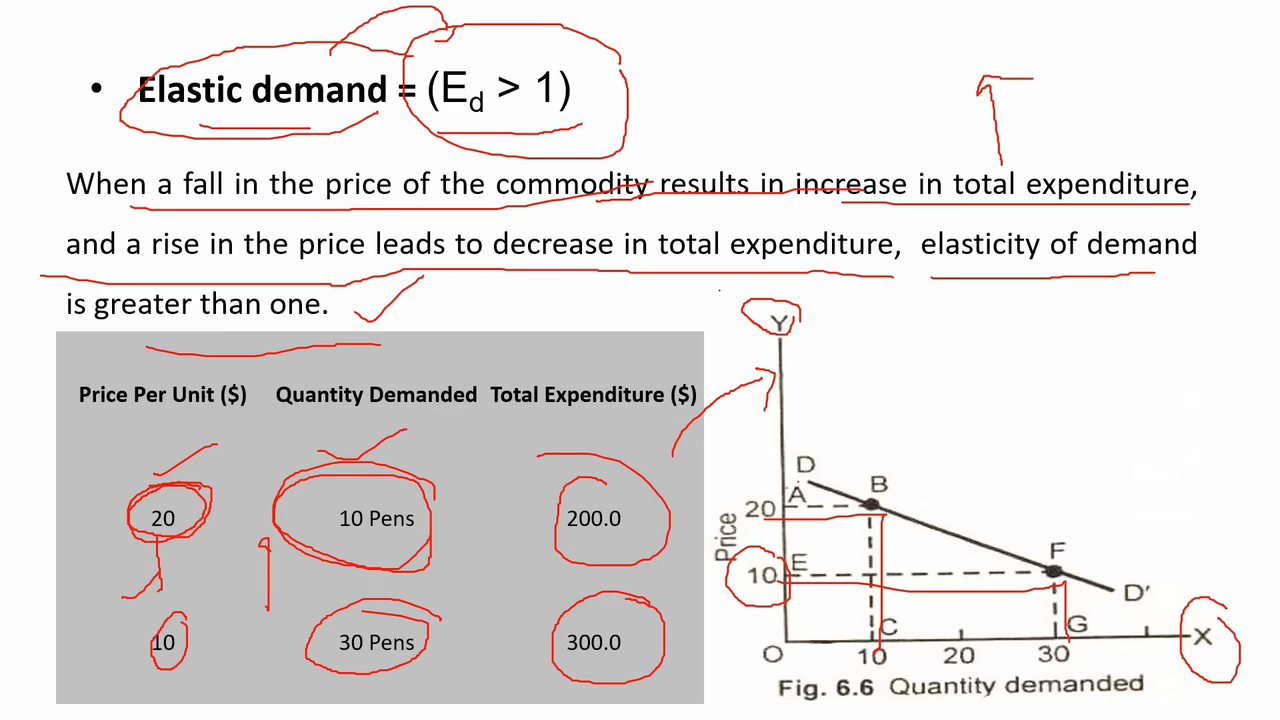 • Elastic demand = (Ed > 1)
When a fall in the price of the commodity results in increase in total expenditure,
and a rise in the price leads to decrease in total expenditure, elasticity of demand
is greater than one.
Price Per Unit ($) Quantity Demanded Total Expenditure ($)
20 10 Pens 200.0
10 30 Pens 300.0
Y
D
B
A
20
Price
F
E
10
D'
C
G
X
O
10 20 30
Fig. 6.6 Quantity demanded